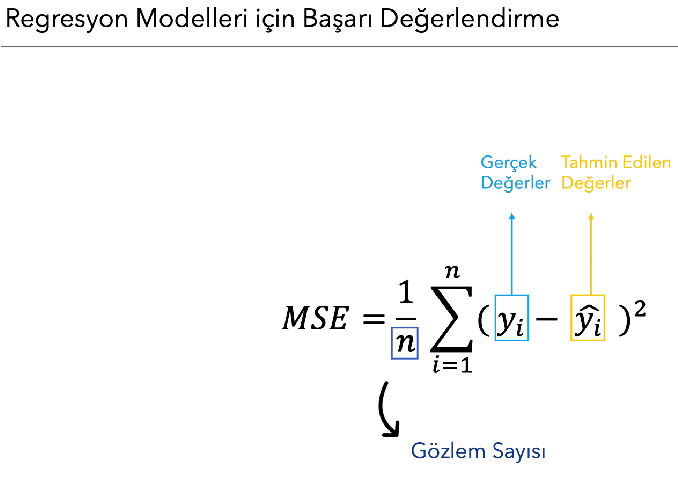 Regresyon Modelleri için Başarı Değerlendirme
Gerçek Değerler
Tahmin Edilen Değerler
MSE = 1/n ∑_{i=1}^{n} ( y_i − ŷ_i )²
Gözlem Sayısı